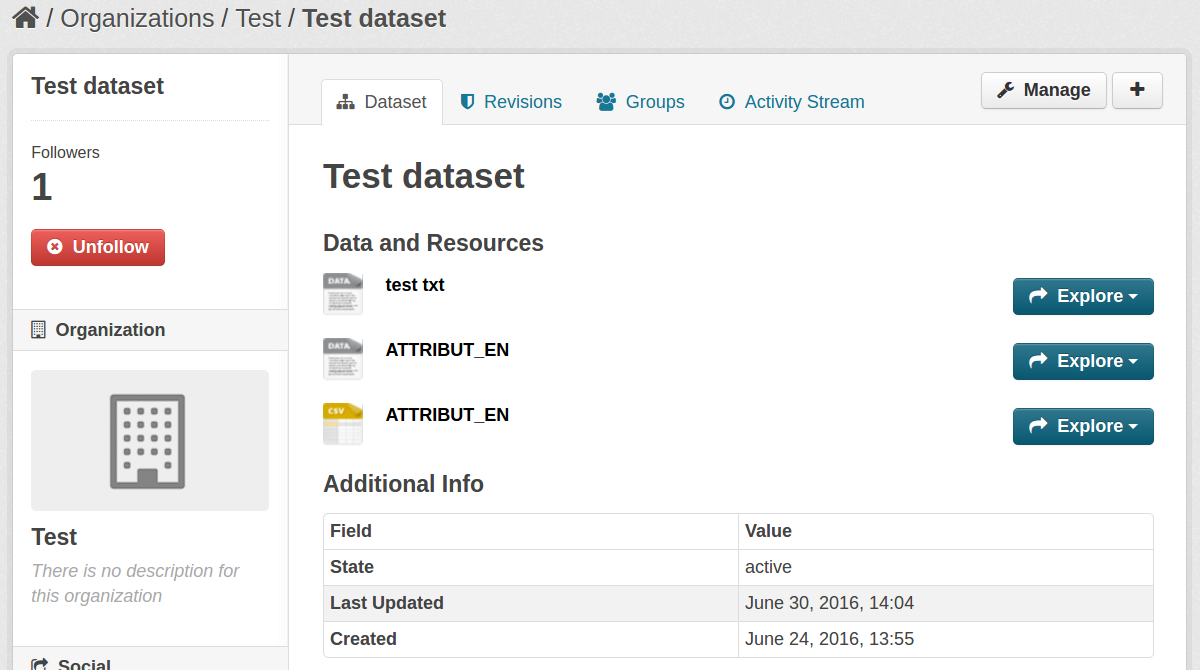 / Organizations / Test / Test dataset
Test dataset
Followers
1
Unfollow
Organization
Test
There is no description for
this organization
Social
Dataset
Revisions
Groups
Activity Stream
Manage
Test dataset
Data and Resources
DATA
test txt
Explore
DATA
ATTRIBUT_EN
Explore
CSV
ATTRIBUT_EN
Explore
Additional Info
Field Value
State active
Last Updated June 30, 2016, 14:04
Created June 24, 2016, 13:55